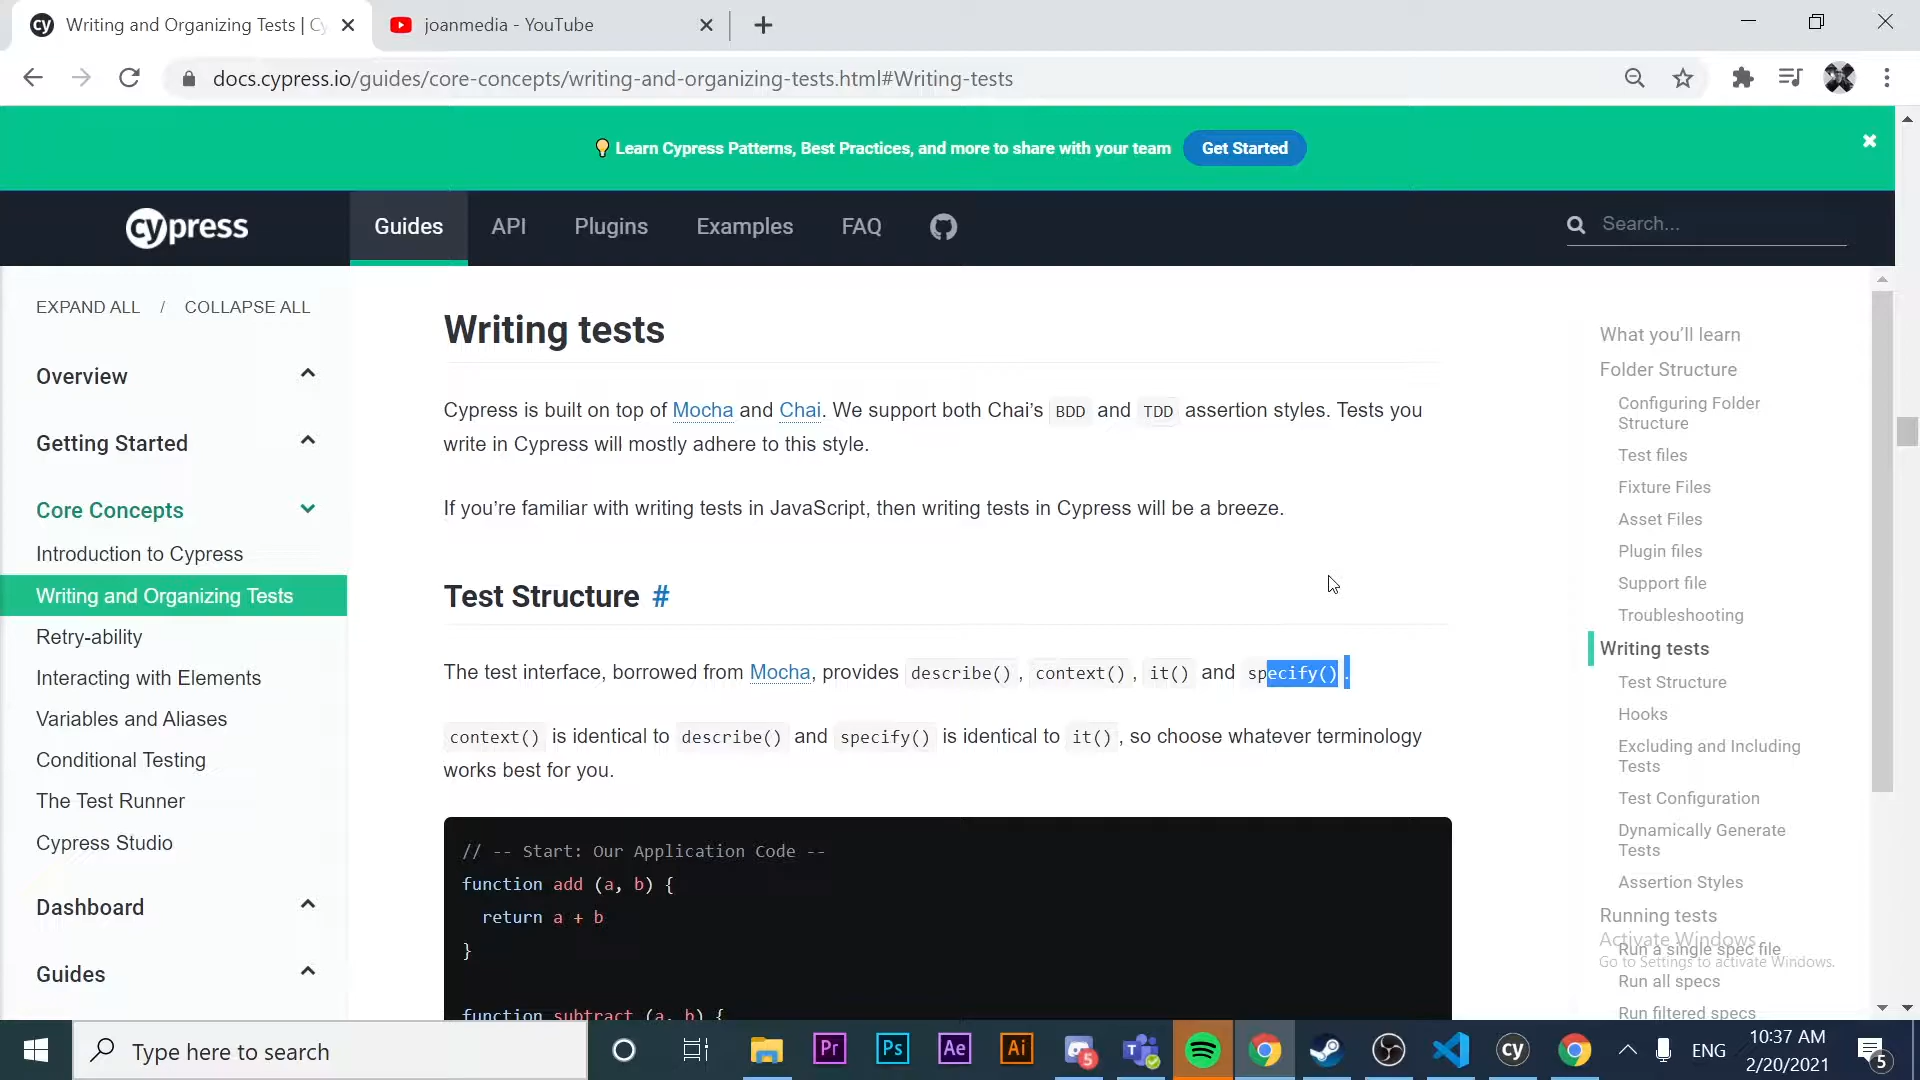 Writing and Organizing Tests | Cy
joanmedia - YouTube
docs.cypress.io/guides/core-concepts/writing-and-organizing-tests.html#Writing-tests
Learn Cypress Patterns, Best Practices, and more to share with your team
Get Started
cypress
Guides
API
Plugins
Examples
FAQ
Search...
EXPAND ALL / COLLAPSE ALL
Overview
Getting Started
Core Concepts
Introduction to Cypress
Writing and Organizing Tests
Retry-ability
Interacting with Elements
Variables and Aliases
Conditional Testing
The Test Runner
Cypress Studio
Dashboard
Guides
Writing tests
Cypress is built on top of Mocha and Chai. We support both Chai’s BDD and TDD assertion styles. Tests you
write in Cypress will mostly adhere to this style.
If you’re familiar with writing tests in JavaScript, then writing tests in Cypress will be a breeze.
Test Structure #
The test interface, borrowed from Mocha, provides describe(), context(), it() and specify().
context() is identical to describe() and specify() is identical to it(), so choose whatever terminology
works best for you.
// -- Start: Our Application Code --
function add (a, b) {
return a + b
}
function subtract (a, b) {
What you’ll learn
Folder Structure
Configuring Folder
Structure
Test files
Fixture Files
Asset Files
Plugin files
Support file
Troubleshooting
Writing tests
Test Structure
Hooks
Excluding and Including
Tests
Test Configuration
Dynamically Generate
Tests
Assertion Styles
Running tests
Activate Windows
Run a single spec file
Go to Settings to activate Windows.
Run all specs
Run filtered specs
Type here to search
Pr
Ps
Ae
Ai
5
cy
ENG
10:37 AM
2/20/2021
5